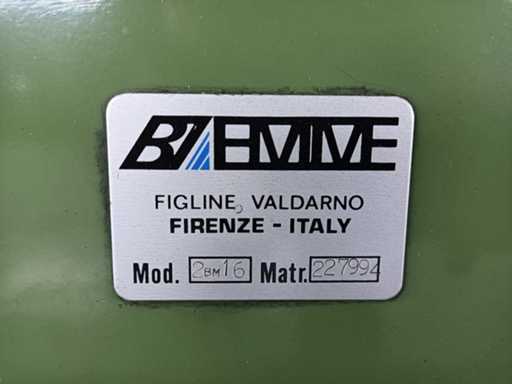 BIEMME
FIGLINE VALDARNO
FIRENZE - ITALY
Mod. 2BM16 Matr. 227994